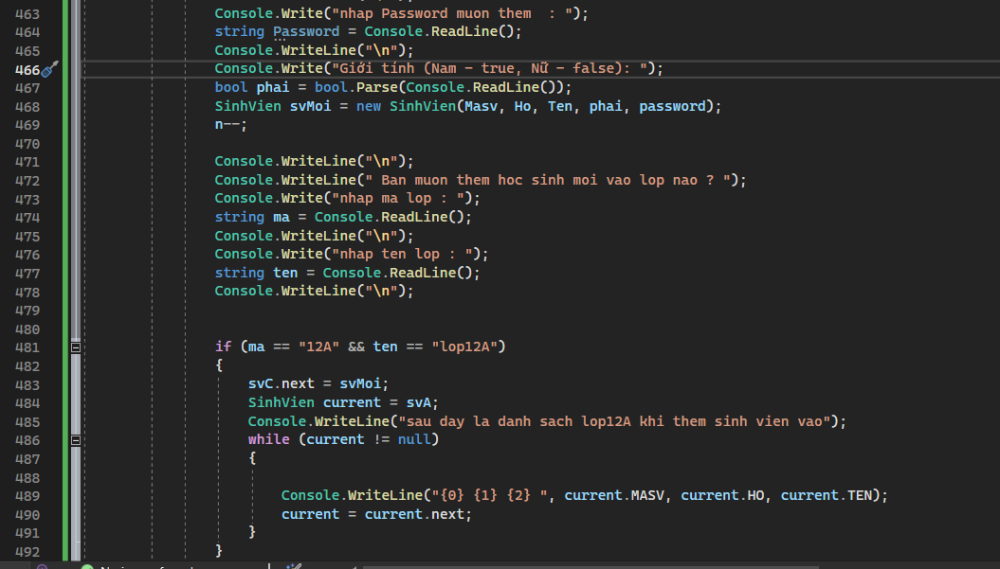 463 Console.Write("nhap Password muon them  : ");
464 string Password = Console.ReadLine();
465 Console.WriteLine("\n");
466 Console.Write("Giới tính (Nam - true, Nữ - false): ");
467 bool phai = bool.Parse(Console.ReadLine());
468 SinhVien svMoi = new SinhVien(Masv, Ho, Ten, phai, password);
469 n--;
470
471 Console.WriteLine("\n");
472 Console.WriteLine(" Ban muon them hoc sinh moi vao lop nao ? ");
473 Console.Write("nhap ma lop : ");
474 string ma = Console.ReadLine();
475 Console.WriteLine("\n");
476 Console.Write("nhap ten lop : ");
477 string ten = Console.ReadLine();
478 Console.WriteLine("\n");
479
480
481 if (ma == "12A" && ten == "lop12A")
482 {
483 svC.next = svMoi;
484 SinhVien current = svA;
485 Console.WriteLine("sau day la danh sach lop12A khi them sinh vien vao");
486 while (current != null)
487 {
488
489 Console.WriteLine("{0} {1} {2} ", current.MASV, current.HO, current.TEN);
490 current = current.next;
491 }
492 }